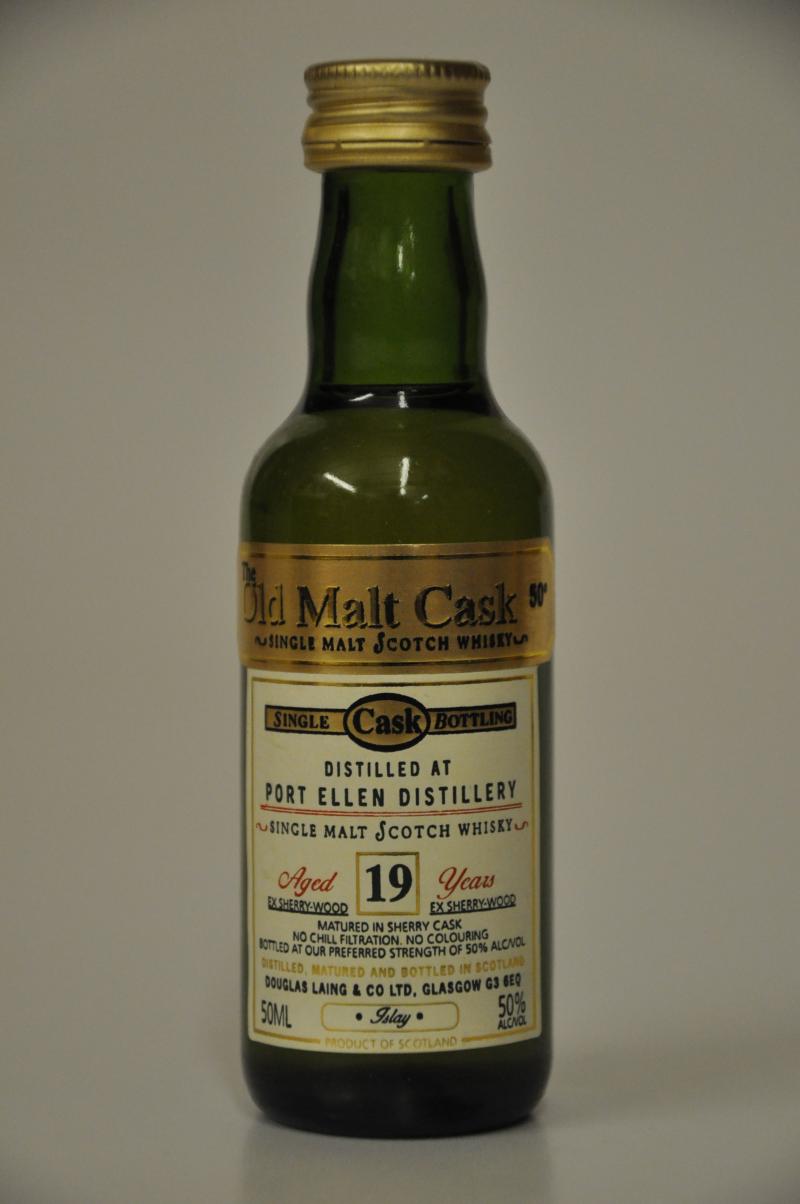 The
Old Malt Cask 50°
SINGLE MALT SCOTCH WHISKY
SINGLE Cask BOTTLING
DISTILLED AT
PORT ELLEN DISTILLERY
SINGLE MALT SCOTCH WHISKY
Aged 19 Years
EX SHERRY-WOOD EX SHERRY-WOOD
MATURED IN SHERRY CASK
NO CHILL FILTRATION. NO COLOURING
BOTTLED AT OUR PREFERRED STRENGTH OF 50% ALC/VOL
DISTILLED, MATURED AND BOTTLED IN SCOTLAND
DOUGLAS LAING & CO LTD, GLASGOW G3 6EQ
50ML • Islay • 50%
ALC/VOL
PRODUCT OF SCOTLAND